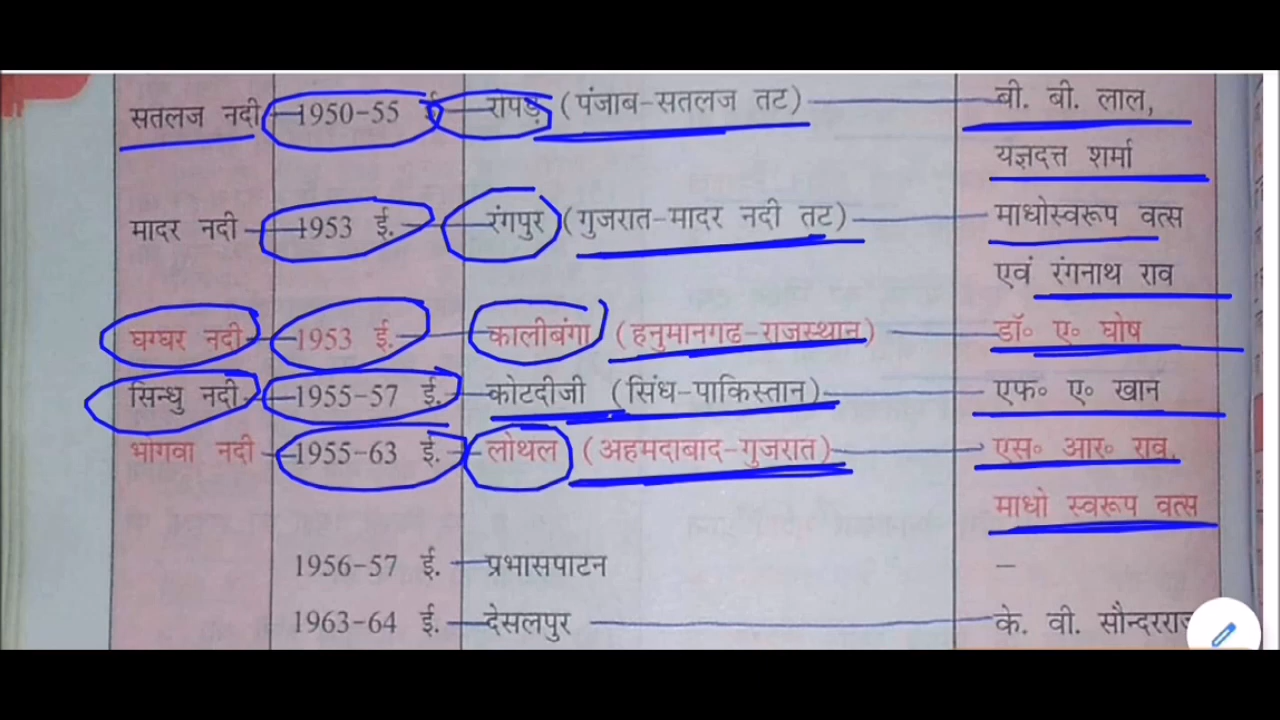 सतलज नदी 1950-55 ई. रोपड़ (पंजाब-सतलज तट) बी. बी. लाल,
यज्ञदत्त शर्मा
मादर नदी 1953 ई. रंगपुर (गुजरात-मादर नदी तट) माधोस्वरूप वत्स
एवं रंगनाथ राव
घग्घर नदी 1953 ई. कालीबंगा (हनुमानगढ-राजस्थान) डॉ॰ ए॰ घोष
सिन्धु नदी 1955-57 ई. कोटदीजी (सिंध-पाकिस्तान) एफ॰ ए॰ खान
भोगवा नदी 1955-63 ई. लोथल (अहमदाबाद-गुजरात) एस॰ आर॰ राव,
माधो स्वरूप वत्स
1956-57 ई. प्रभासपाटन –
1963-64 ई. देसलपुर के. वी.